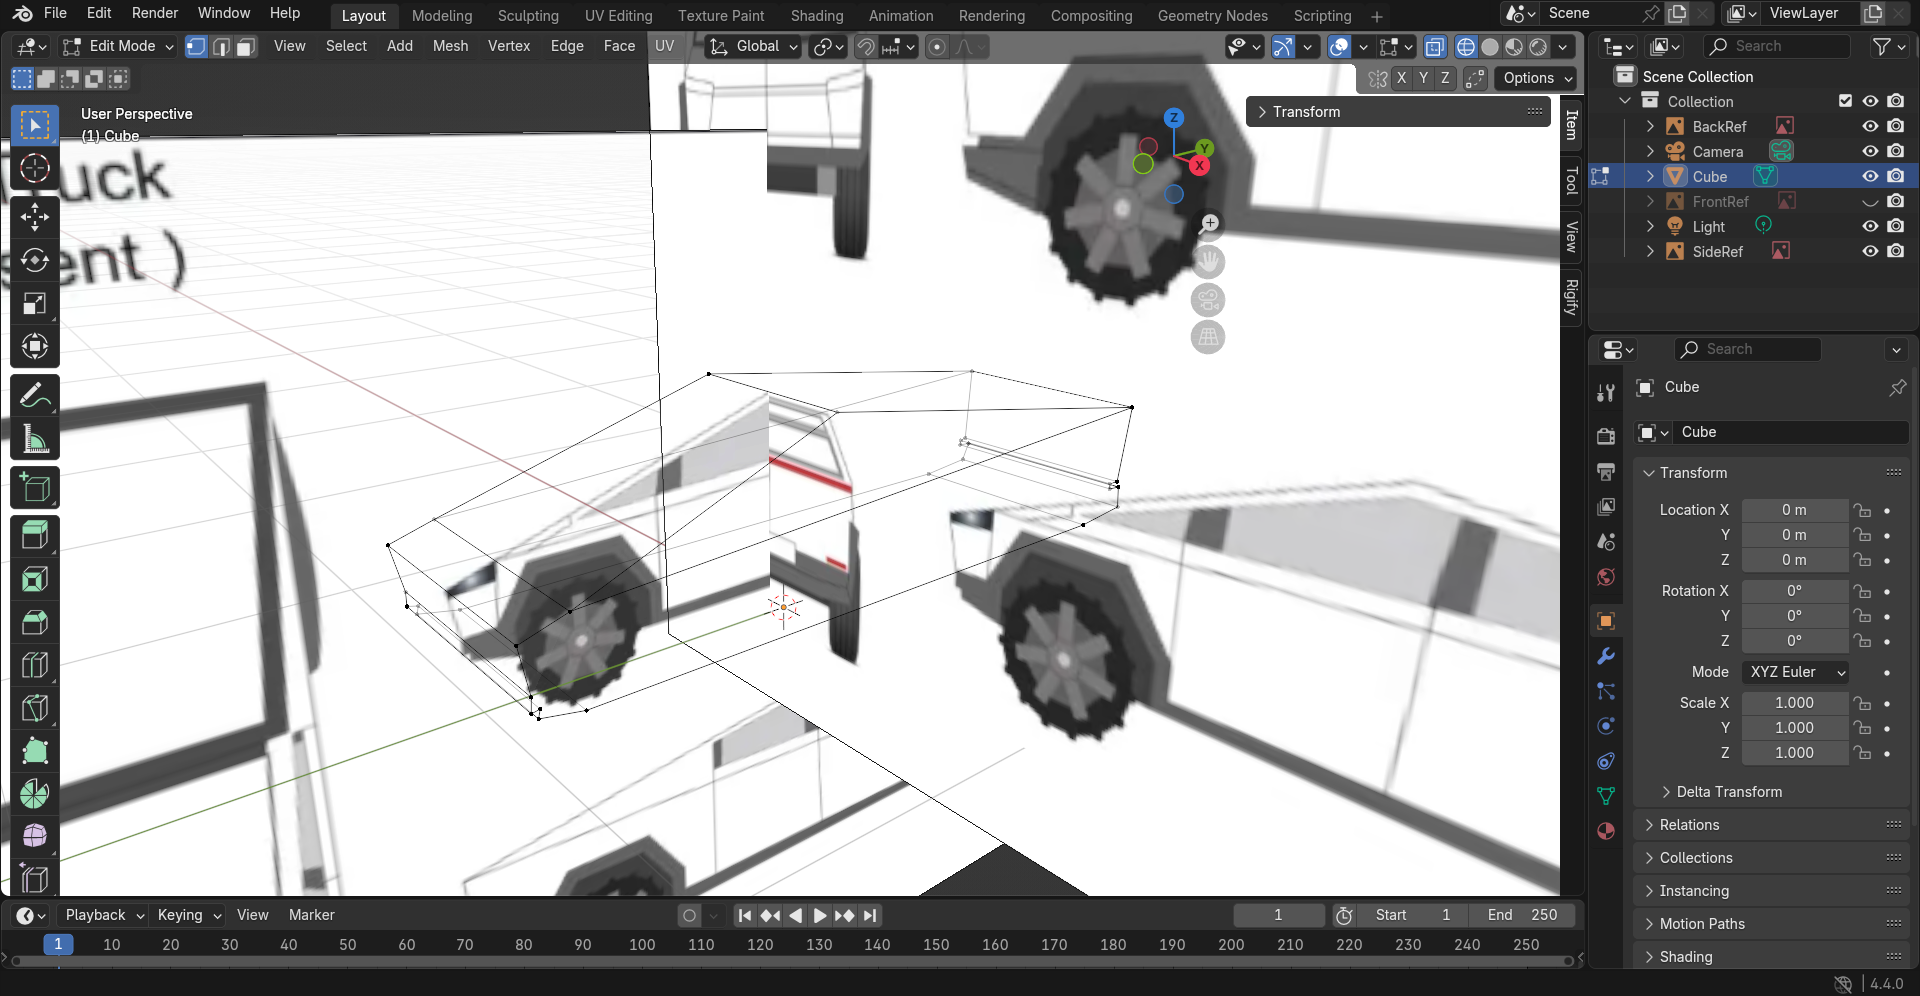 File Edit Render Window Help Layout Modeling Sculpting UV Editing Texture Paint Shading Animation Rendering Compositing Geometry Nodes Scripting Scene ViewLayer
Edit Mode View Select Add Mesh Vertex Edge Face UV Global Search
X Y Z Options
Scene Collection
User Perspective
(1) Cube
Transform
Item
Tool
View
Rigify
Z
Y
X
Collection
BackRef
Camera
Cube
FrontRef
Light
SideRef
Search
Cube
Cube
Transform
Location X 0 m
Y 0 m
Z 0 m
Rotation X 0°
Y 0°
Z 0°
Mode XYZ Euler
Scale X 1.000
Y 1.000
Z 1.000
Delta Transform
Relations
Collections
Instancing
Motion Paths
Shading
Playback Keying View Marker 1 Start 1 End 250
1 10 20 30 40 50 60 70 80 90 100 110 120 130 140 150 160 170 180 190 200 210 220 230 240 250
4.4.0